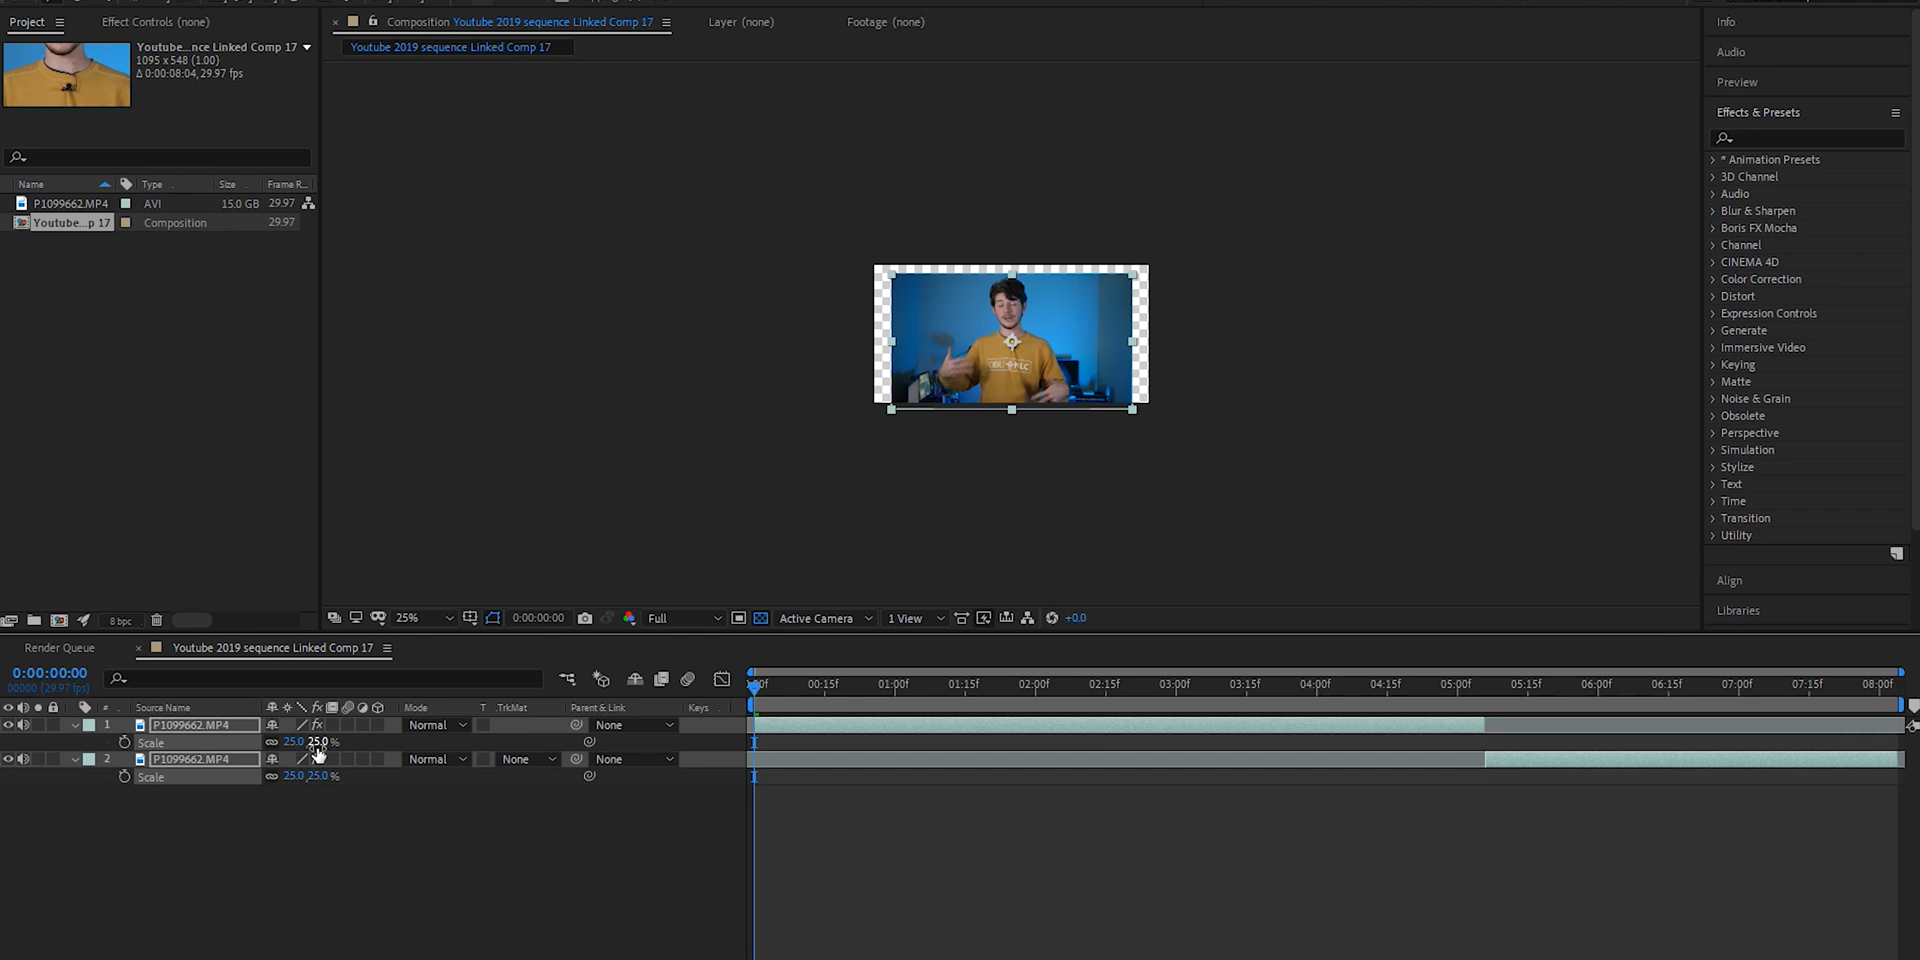 Project
Effect Controls (none)
Composition Youtube 2019 sequence Linked Comp 17
Layer (none)
Footage (none)
Info
Youtube 2019 sequence Linked Comp 17
Youtube...nce Linked Comp 17
1095 x 548 (1.00)
Δ 0:00:08:04, 29.97 fps
Audio
Preview
Effects & Presets
* Animation Presets
3D Channel
Audio
Blur & Sharpen
Boris FX Mocha
Channel
CINEMA 4D
Color Correction
Distort
Expression Controls
Generate
Immersive Video
Keying
Matte
Noise & Grain
Obsolete
Perspective
Simulation
Stylize
Text
Time
Transition
Utility
Align
Libraries
Name Type Size Frame R...
P1099662.MP4 AVI 15.0 GB 29.97
Youtube...p 17 Composition 29.97
8 bpc
25% 0:00:00:00 Full Active Camera 1 View +0.0
Render Queue
Youtube 2019 sequence Linked Comp 17
0:00:00:00
00000 (29.97 fps)
00:15f 01:00f 01:15f 02:00f 02:15f 03:00f 03:15f 04:00f 04:15f 05:00f 05:15f 06:00f 06:15f 07:00f 07:15f 08:00f
# Source Name Mode T .TrkMat Parent & Link Keys
1 P1099662.MP4 Normal None
Scale 25.0,25.0 %
2 P1099662.MP4 Normal None None
Scale 25.0,25.0 %